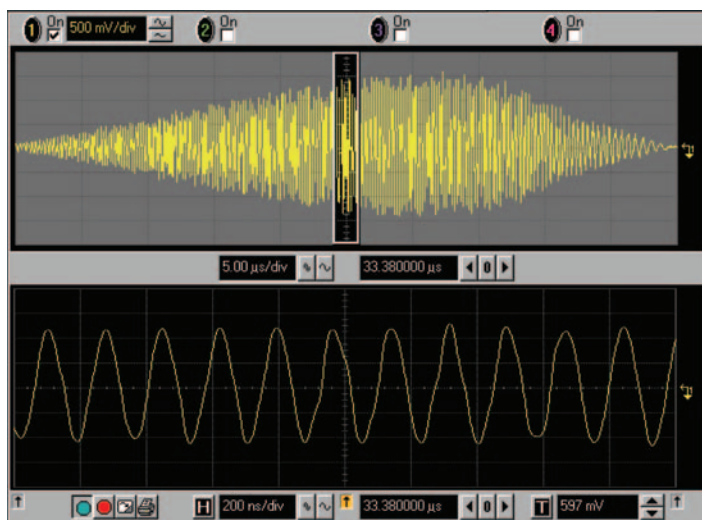 1 On 500 mV/div 2 On 3 On 4 On
5.00 µs/div 33.380000 µs 0
H 200 ns/div 33.380000 µs 0 T 597 mV